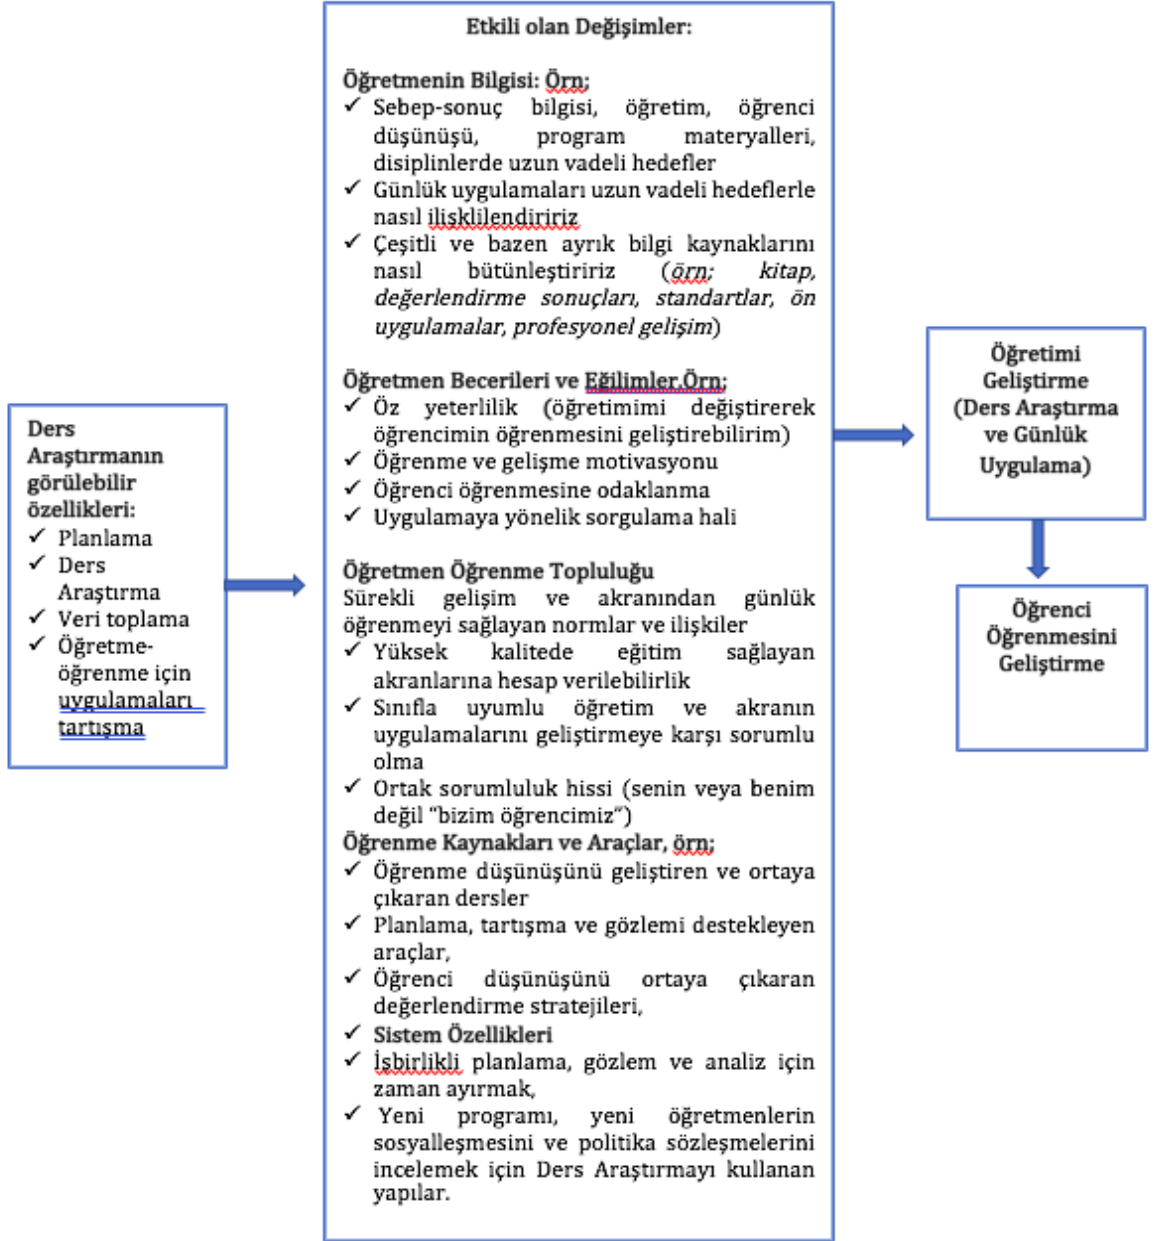 Ders
Araştırmanın
görülebilir
özellikleri:
✓ Planlama
✓ Ders
Araştırma
✓ Veri toplama
✓ Öğretme-
öğrenme için
uygulamaları
tartışma
Etkili olan Değişimler:
Öğretmenin Bilgisi: Örn;
✓ Sebep-sonuç bilgisi, öğretim, öğrenci
düşünüşü, program materyalleri,
disiplinlerde uzun vadeli hedefler
✓ Günlük uygulamaları uzun vadeli hedeflerle
nasıl ilişklilendiririz
✓ Çeşitli ve bazen ayrık bilgi kaynaklarını
nasıl bütünleştiririz (örn; kitap,
değerlendirme sonuçları, standartlar, ön
uygulamalar, profesyonel gelişim)
Öğretmen Becerileri ve Eğilimler.Örn;
✓ Öz yeterlilik (öğretimimi değiştirerek
öğrencimin öğrenmesini geliştirebilirim)
✓ Öğrenme ve gelişme motivasyonu
✓ Öğrenci öğrenmesine odaklanma
✓ Uygulamaya yönelik sorgulama hali
Öğretmen Öğrenme Topluluğu
Sürekli gelişim ve akranından günlük
öğrenmeyi sağlayan normlar ve ilişkiler
✓ Yüksek kalitede eğitim sağlayan
akranlarına hesap verilebilirlik
✓ Sınıfla uyumlu öğretim ve akranın
uygulamalarını geliştirmeye karşı sorumlu
olma
✓ Ortak sorumluluk hissi (senin veya benim
değil “bizim öğrencimiz”)
Öğrenme Kaynakları ve Araçlar, örn;
✓ Öğrenme düşünüşünü geliştiren ve ortaya
çıkaran dersler
✓ Planlama, tartışma ve gözlemi destekleyen
araçlar,
✓ Öğrenci düşünüşünü ortaya çıkaran
değerlendirme stratejileri,
✓ Sistem Özellikleri
✓ İşbirlikli planlama, gözlem ve analiz için
zaman ayırmak,
✓ Yeni programı, yeni öğretmenlerin
sosyalleşmesini ve politika sözleşmelerini
incelemek için Ders Araştırmayı kullanan
yapılar.
Öğretimi
Geliştirme
(Ders Araştırma
ve Günlük
Uygulama)
Öğrenci
Öğrenmesini
Geliştirme